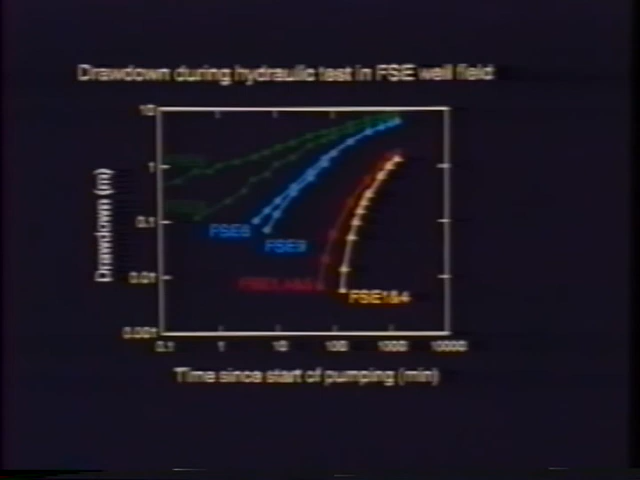 Drawdown during hydraulic test in FSE well field
10
1
0.1
0.01
0.001
Drawdown (m)
FSE6
FSE9
FSE1&4
0.1 1 10 100 1000 10000
Time since start of pumping (min)